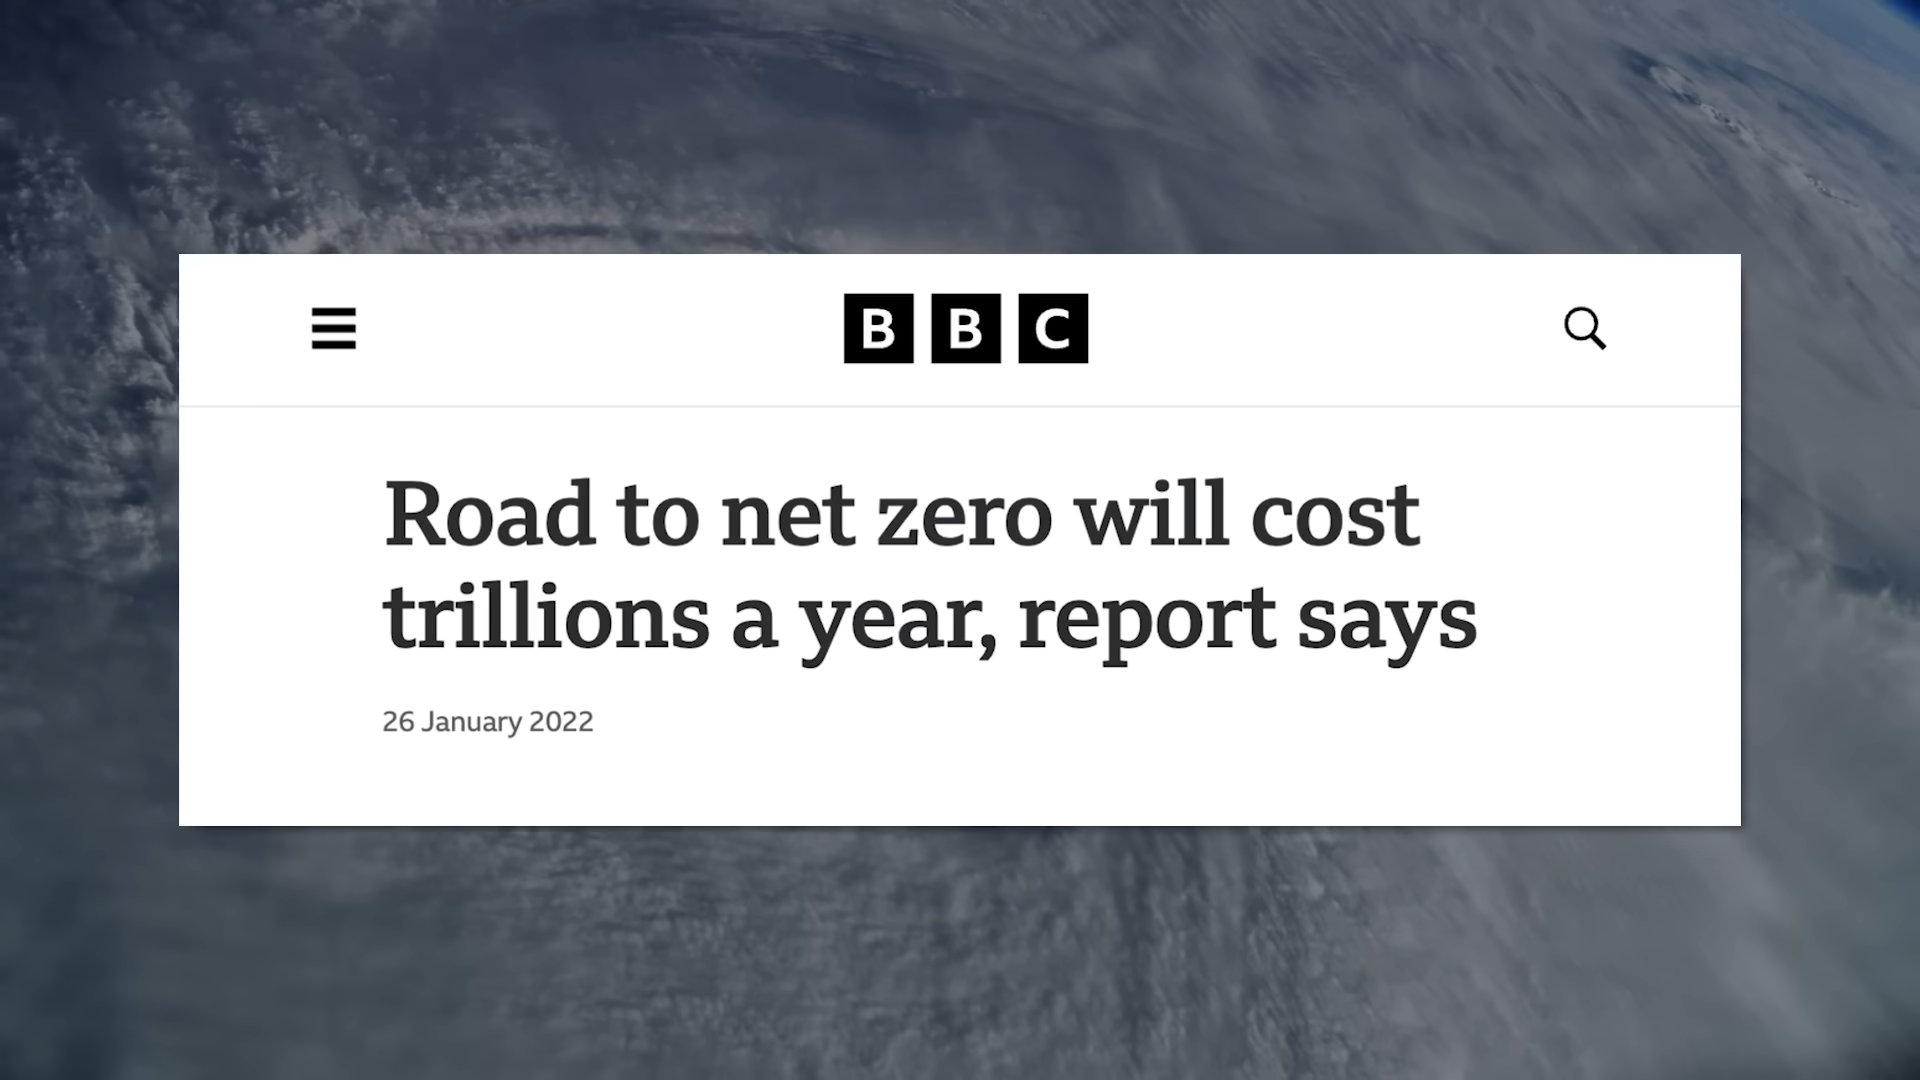 BBC
Road to net zero will cost
trillions a year, report says
26 January 2022